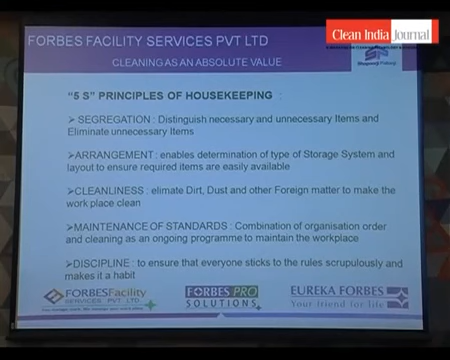 Clean India Journal
FORBES FACILITY SERVICES PVT LTD
CLEANING AS AN ABSOLUTE VALUE
Shapoorji Pallonji
"5 S" PRINCIPLES OF HOUSEKEEPING :
➢ SEGREGATION : Distinguish necessary and unnecessary Items and
Eliminate unnecessary Items
➢ ARRANGEMENT : enables determination of type of Storage System and
layout to ensure required items are easily available
➢ CLEANLINESS : elimate Dirt, Dust and other Foreign matter to make the
work place clean
➢ MAINTENANCE OF STANDARDS : Combination of organisation order
and cleaning as an ongoing programme to maintain the workplace
➢ DISCIPLINE : to ensure that everyone sticks to the rules scrupulously and
makes it a habit
FORBESFacility
SERVICES PVT. LTD.
FORBES PRO
SOLUTIONS
EUREKA FORBES
Your friend for life